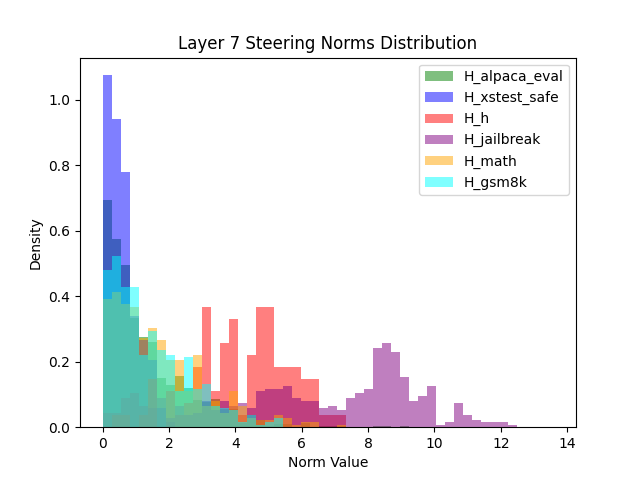 Layer 7 Steering Norms Distribution
H_alpaca_eval
H_xstest_safe
H_h
H_jailbreak
H_math
H_gsm8k
1.0
0.8
0.6
0.4
0.2
0.0
Density
0 2 4 6 8 10 12 14
Norm Value